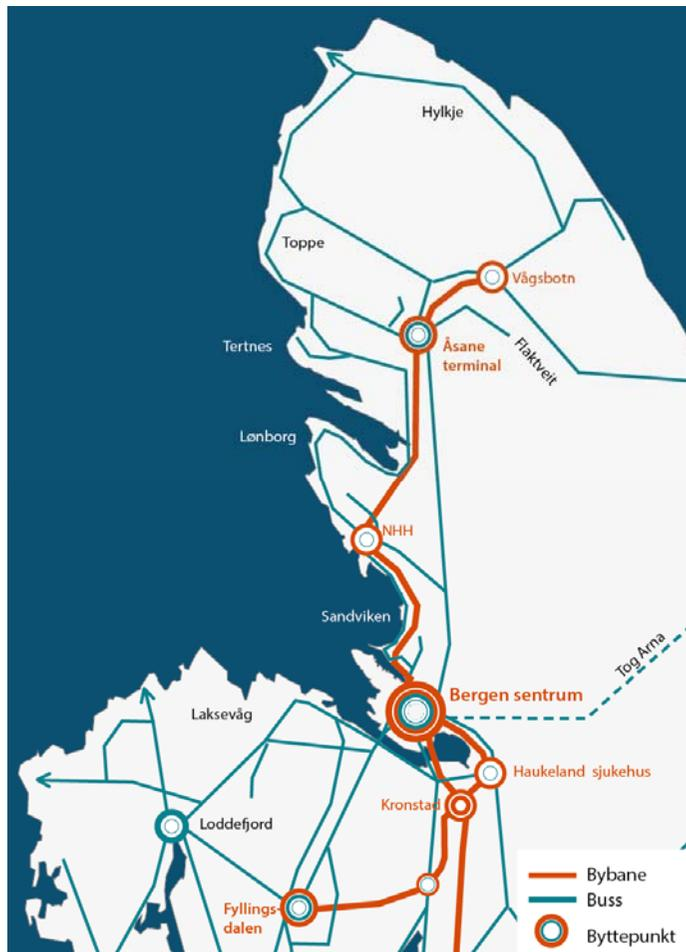 Hylkje
Toppe
Vågsbotn
Tertnes
Åsane
terminal
Flaktveit
Lønborg
NHH
Sandviken
Tog Arna
Bergen sentrum
Laksevåg
Haukeland sjukehus
Kronstad
Loddefjord
Fyllings-
dalen
Bybane
Buss
Byttepunkt